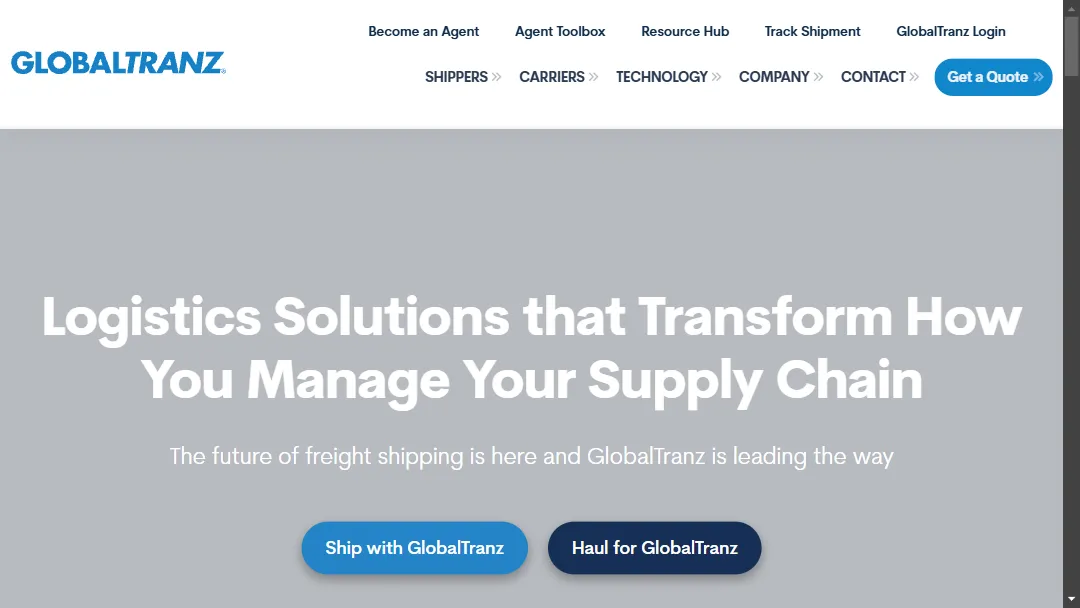 Become an Agent Agent Toolbox Resource Hub Track Shipment GlobalTranz Login
GLOBALTRANZ®
SHIPPERS » CARRIERS » TECHNOLOGY » COMPANY » CONTACT » Get a Quote »
Logistics Solutions that Transform How
You Manage Your Supply Chain
The future of freight shipping is here and GlobalTranz is leading the way
Ship with GlobalTranz Haul for GlobalTranz